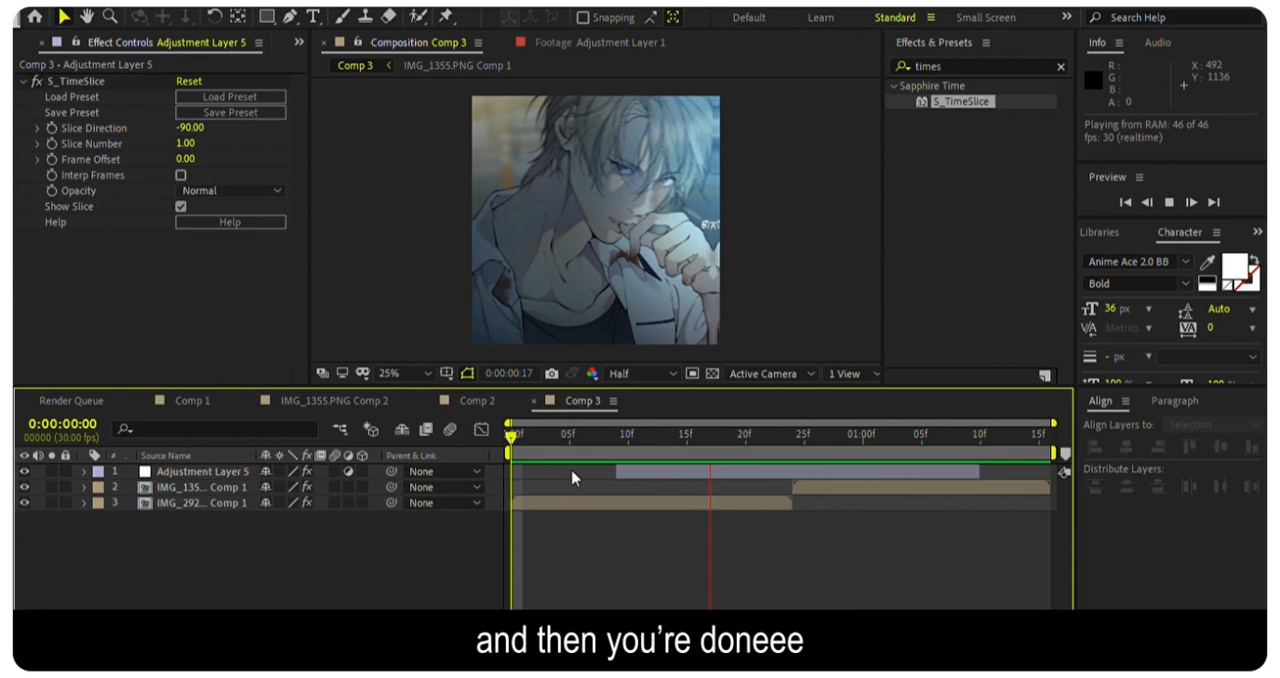 Snapping
Default
Learn
Standard
Small Screen
Search Help
Effect Controls Adjustment Layer 5
Composition Comp 3
Footage Adjustment Layer 1
Effects & Presets
Info
Audio
Comp 3 • Adjustment Layer 5
Comp 3
IMG_1355.PNG Comp 1
times
R :
G :
B :
A : 0
X : 492
Y : 1136
fx S_TimeSlice
Reset
Sapphire Time
S_TimeSlice
Load Preset
Load Preset
Save Preset
Save Preset
Slice Direction
-90.00
Slice Number
1.00
Frame Offset
0.00
Interp Frames
Opacity
Normal
Show Slice
Help
Help
Playing from RAM: 46 of 46
fps: 30 (realtime)
Preview
Libraries
Character
Anime Ace 2.0 BB
Bold
36 px
Auto
Metrics
0
- px
25%
0:00:00:17
Half
Active Camera
1 View
100 %
100 %
Render Queue
Comp 1
IMG_1355.PNG Comp 2
Comp 2
Comp 3
Align
Paragraph
0:00:00:00
00000 (30.00 fps)
05f
10f
15f
20f
25f
01:00f
05f
10f
15f
Align Layers to:
Selection
# Source Name
Parent & Link
Distribute Layers:
1
Adjustment Layer 5
None
2
IMG_135... Comp 1
None
3
IMG_292... Comp 1
None
and then you’re doneee